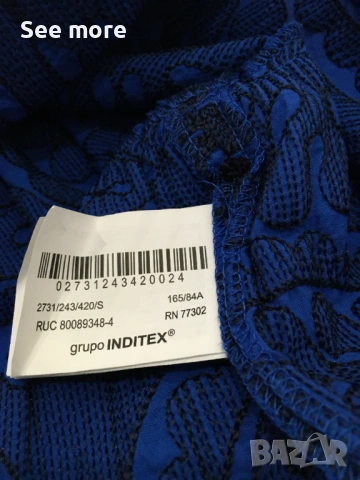 See more
02731243420024
2731/243/420/S 165/84A
RUC 80089348-4 RN 77302
grupo INDITEX®
BAZAR